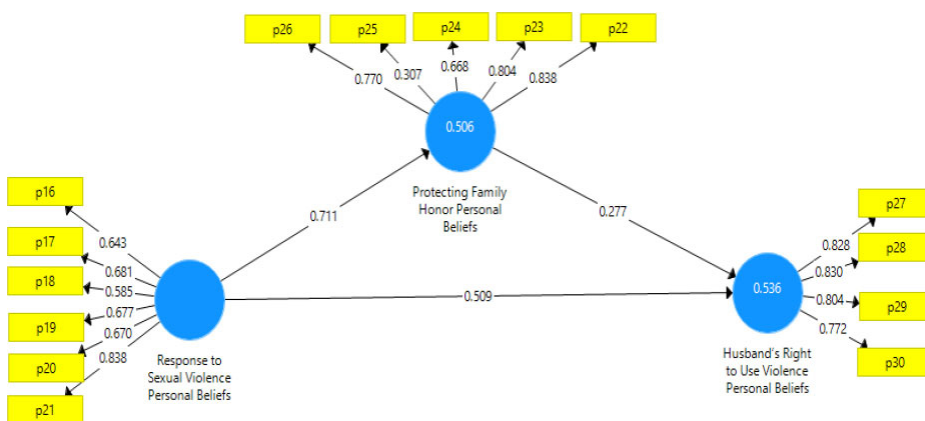 p26
p25
p24
p23
p22
0.770
0.307
0.668
0.804
0.838
0.506
Protecting Family
Honor Personal
Beliefs
p16
p17
p18
p19
p20
p21
0.643
0.681
0.585
0.677
0.670
0.838
Response to
Sexual Violence
Personal Beliefs
0.711
0.277
0.509
0.536
Husband's Right
to Use Violence
Personal Beliefs
0.828
0.830
0.804
0.772
p27
p28
p29
p30